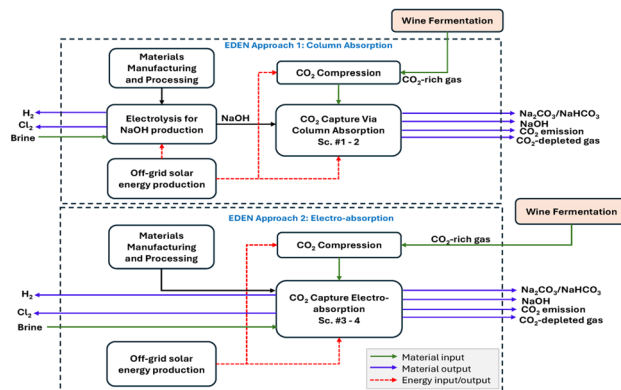 Wine Fermentation
EDEN Approach 1: Column Absorption
Materials
Manufacturing
and Processing
CO₂ Compression
CO₂-rich gas
H₂
Cl₂
Brine
Electrolysis for
NaOH production
NaOH
CO₂ Capture Via
Column Absorption
Sc. #1 - 2
Na₂CO₃/NaHCO₃
NaOH
CO₂ emission
CO₂-depleted gas
Off-grid solar
energy production
EDEN Approach 2: Electro-absorption
Wine Fermentation
Materials
Manufacturing
and Processing
CO₂ Compression
CO₂-rich gas
H₂
Cl₂
Brine
CO₂ Capture Electro-
absorption
Sc. #3 - 4
Na₂CO₃/NaHCO₃
NaOH
CO₂ emission
CO₂-depleted gas
Off-grid solar
energy production
Material input
Material output
Energy input/output